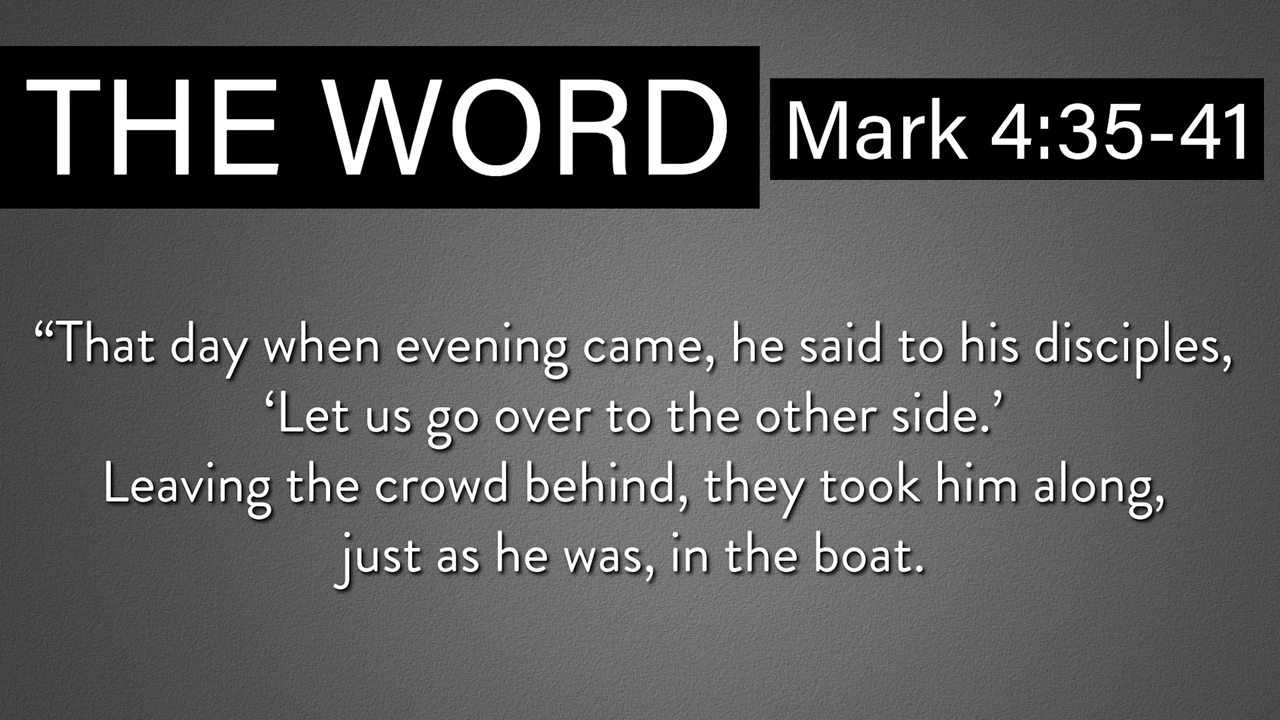 THE WORD
Mark 4:35-41
“That day when evening came, he said to his disciples,
‘Let us go over to the other side.’
Leaving the crowd behind, they took him along,
just as he was, in the boat.